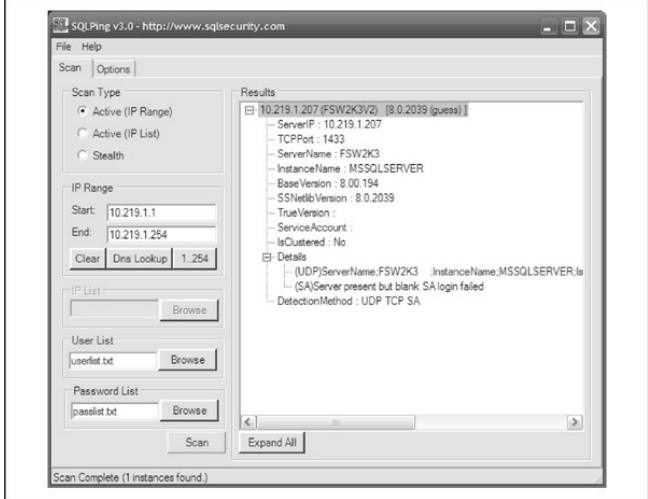 SQLPing v3.0 - http://www.sqlsecurity.com
File Help
Scan Options
Scan Type
Active (IP Range)
Active (IP List)
Stealth
IP Range
Start: 10.219.1.1
End: 10.219.1.254
Clear Dns Lookup 1..254
IP List
Browse
User List
userlist.txt Browse
Password List
passlist.txt Browse
Scan
Results
10.219.1.207 (FSW2K3V2) [8.0.2039 (guess) ]
ServerIP : 10.219.1.207
TCPPort : 1433
ServerName : FSW2K3
InstanceName : MSSQLSERVER
BaseVersion : 8.00.194
SSNetlibVersion : 8.0.2039
TrueVersion :
ServiceAccount :
IsClustered : No
Details
(UDP)ServerName;FSW2K3 ;InstanceName;MSSQLSERVER;Is
(SA)Server present but blank SA login failed
DetectionMethod : UDP TCP SA
Expand All
Scan Complete (1 instances found.)